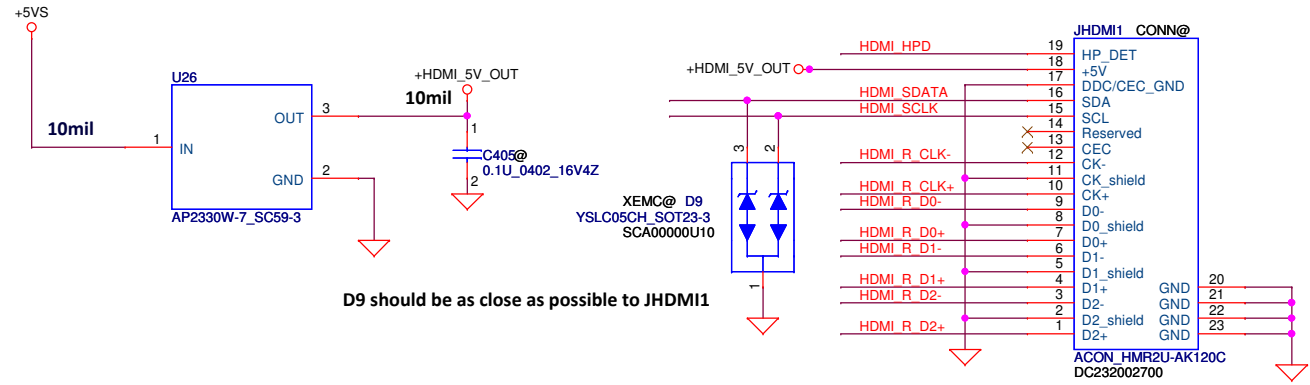 +5VS
U26
+HDMI_5V_OUT
10mil
10mil
1
IN
OUT
3
GND
2
AP2330W-7_SC59-3
1
C405@
0.1U_0402_16V4Z
2
D9 should be as close as possible to JHDMI1
XEMC@ D9
YSLC05CH_SOT23-3
SCA00000U10
3
2
1
+HDMI_5V_OUT
JHDMI1 CONN@
HDMI_HPD 19 HP_DET
18 +5V
17 DDC/CEC_GND
HDMI_SDATA 16 SDA
HDMI_SCLK 15 SCL
14 Reserved
13 CEC
HDMI_R_CLK- 12 CK-
11 CK_shield
HDMI_R_CLK+ 10 CK+
HDMI_R_D0- 9 D0-
8 D0_shield
HDMI_R_D0+ 7 D0+
HDMI_R_D1- 6 D1-
5 D1_shield
HDMI_R_D1+ 4 D1+ GND 20
HDMI_R_D2- 3 D2- GND 21
2 D2_shield GND 22
HDMI_R_D2+ 1 D2+ GND 23
ACON_HMR2U-AK120C
DC232002700